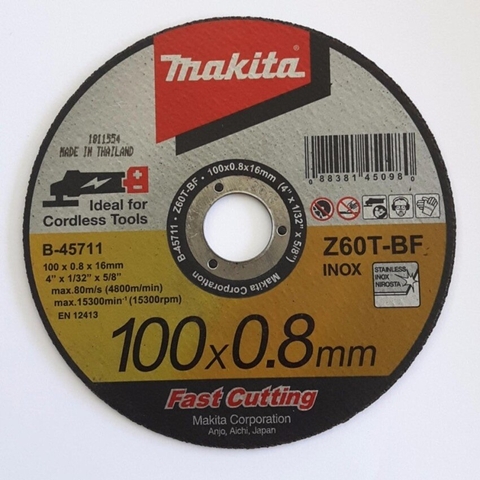 makita
1011554
MADE IN THAILAND
Ideal for
Cordless Tools
B-45711
100 x 0.8 x 16mm
4" x 1/32" x 5/8"
max.80m/s (4800m/min)
max.15300min⁻¹ (15300rpm)
EN 12413
B-45711 · Z60T-BF · 100x0.8x16mm (4" x 1/32" x 5/8")
Makita Corporation
Z60T-BF
INOX
STAINLESS
INOX
NIROSTA
100x0.8mm
Fast Cutting
Makita Corporation
Anjo, Aichi, Japan